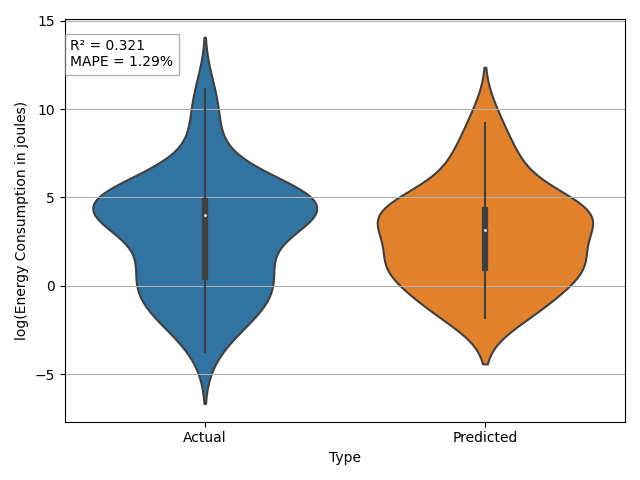 R² = 0.321
MAPE = 1.29%
log(Energy Consumption in joules)
15
10
5
0
−5
Actual
Predicted
Type